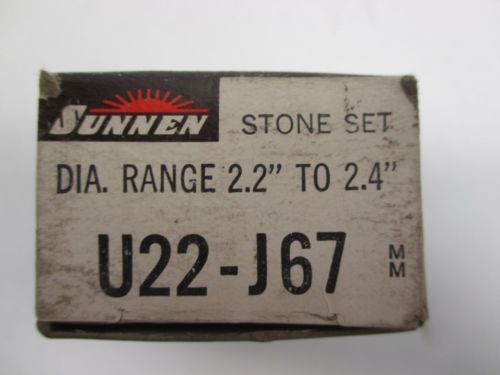 SUNNEN
STONE SET
DIA. RANGE 2.2" TO 2.4"
U22-J67
MM